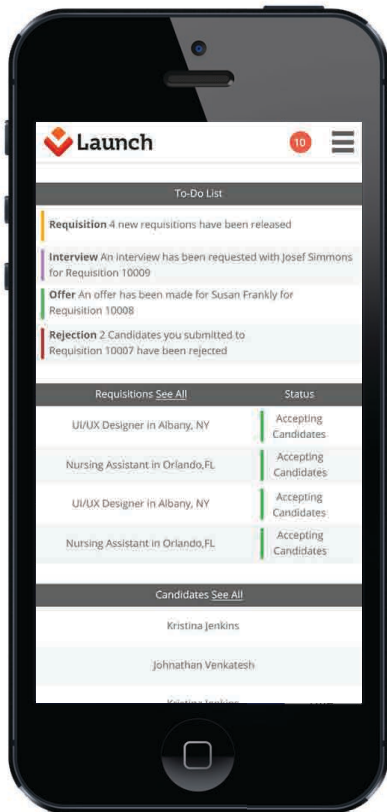 Launch
10
To-Do List
Requisition 4 new requisitions have been released
Interview An interview has been requested with Josef Simmons
for Requisition 10009
Offer An offer has been made for Susan Frankly for
Requisition 10008
Rejection 2 Candidates you submitted to
Requisition 10007 have been rejected
Requisitions See All Status
UI/UX Designer in Albany, NY Accepting
Candidates
Nursing Assistant in Orlando,FL Accepting
Candidates
UI/UX Designer in Albany, NY Accepting
Candidates
Nursing Assistant in Orlando,FL Accepting
Candidates
Candidates See All
Kristina Jenkins
Johnathan Venkatesh
Kristina Jenkins